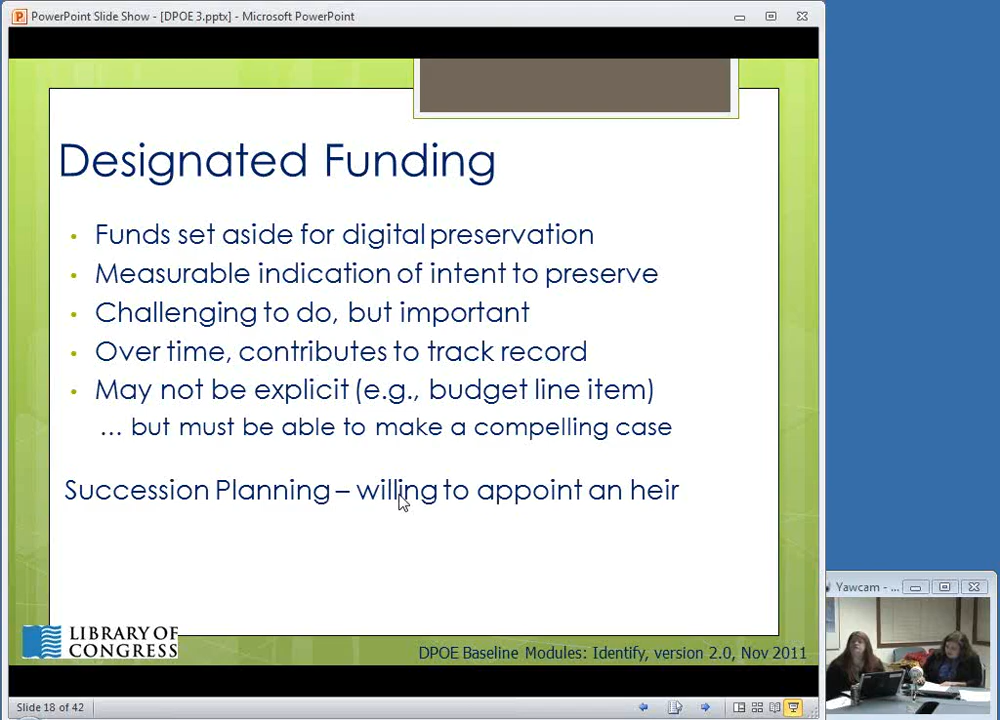 PowerPoint Slide Show - [DPOE 3.pptx] - Microsoft PowerPoint
Designated Funding
• Funds set aside for digital preservation
• Measurable indication of intent to preserve
• Challenging to do, but important
• Over time, contributes to track record
• May not be explicit (e.g., budget line item)
… but must be able to make a compelling case
Succession Planning – willing to appoint an heir
LIBRARY OF
CONGRESS
DPOE Baseline Modules: Identify, version 2.0, Nov 2011
Slide 18 of 42
Yawcam - ...